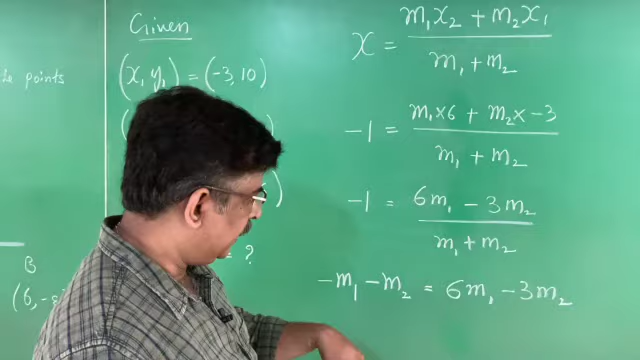 points
B
(6,-
Given
(x₁ y₁) = (-3, 10)
(
)
)
= ?
x = (m₁x₂ + m₂x₁) / (m₁ + m₂)
-1 = (m₁×6 + m₂×-3) / (m₁ + m₂)
-1 = (6m₁ - 3m₂) / (m₁ + m₂)
-m₁ - m₂ = 6m₁ - 3m₂